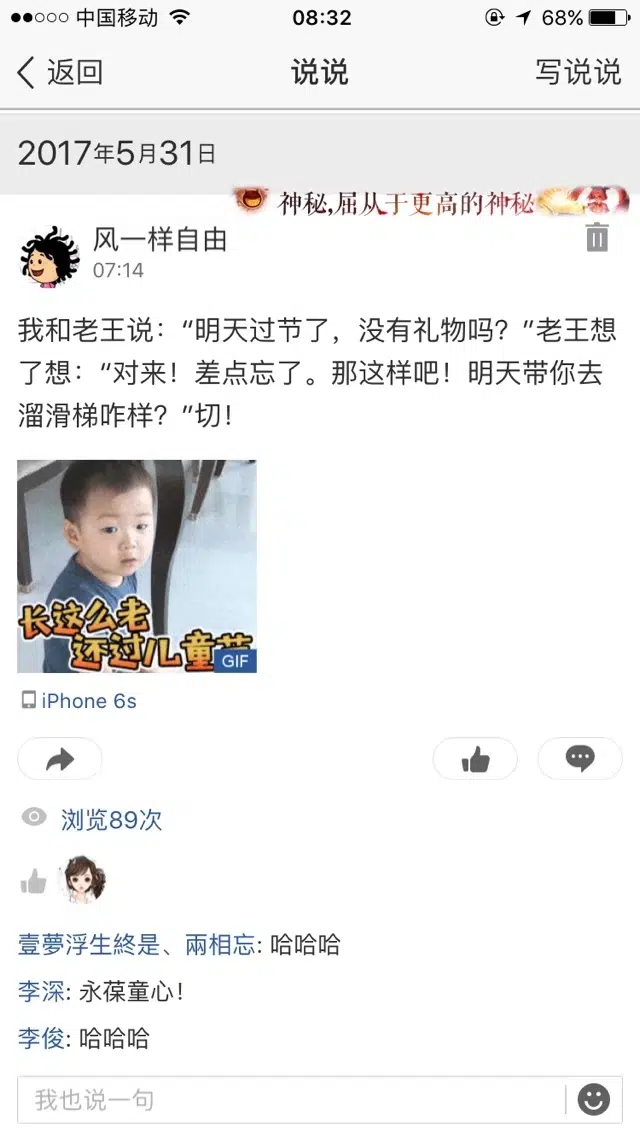 中国移动 08:32 68%
返回 说说 写说说
2017年5月31日
神秘,屈从于更高的神秘
风一样自由
07:14
我和老王说：“明天过节了，没有礼物吗？”老王想
了想：“对来！差点忘了。那这样吧！明天带你去
溜滑梯咋样？”切！
长这么老
还过儿童节
GIF
iPhone 6s
浏览89次
壹夢浮生終是、兩相忘: 哈哈哈
李深: 永葆童心！
李俊: 哈哈哈
我也说一句